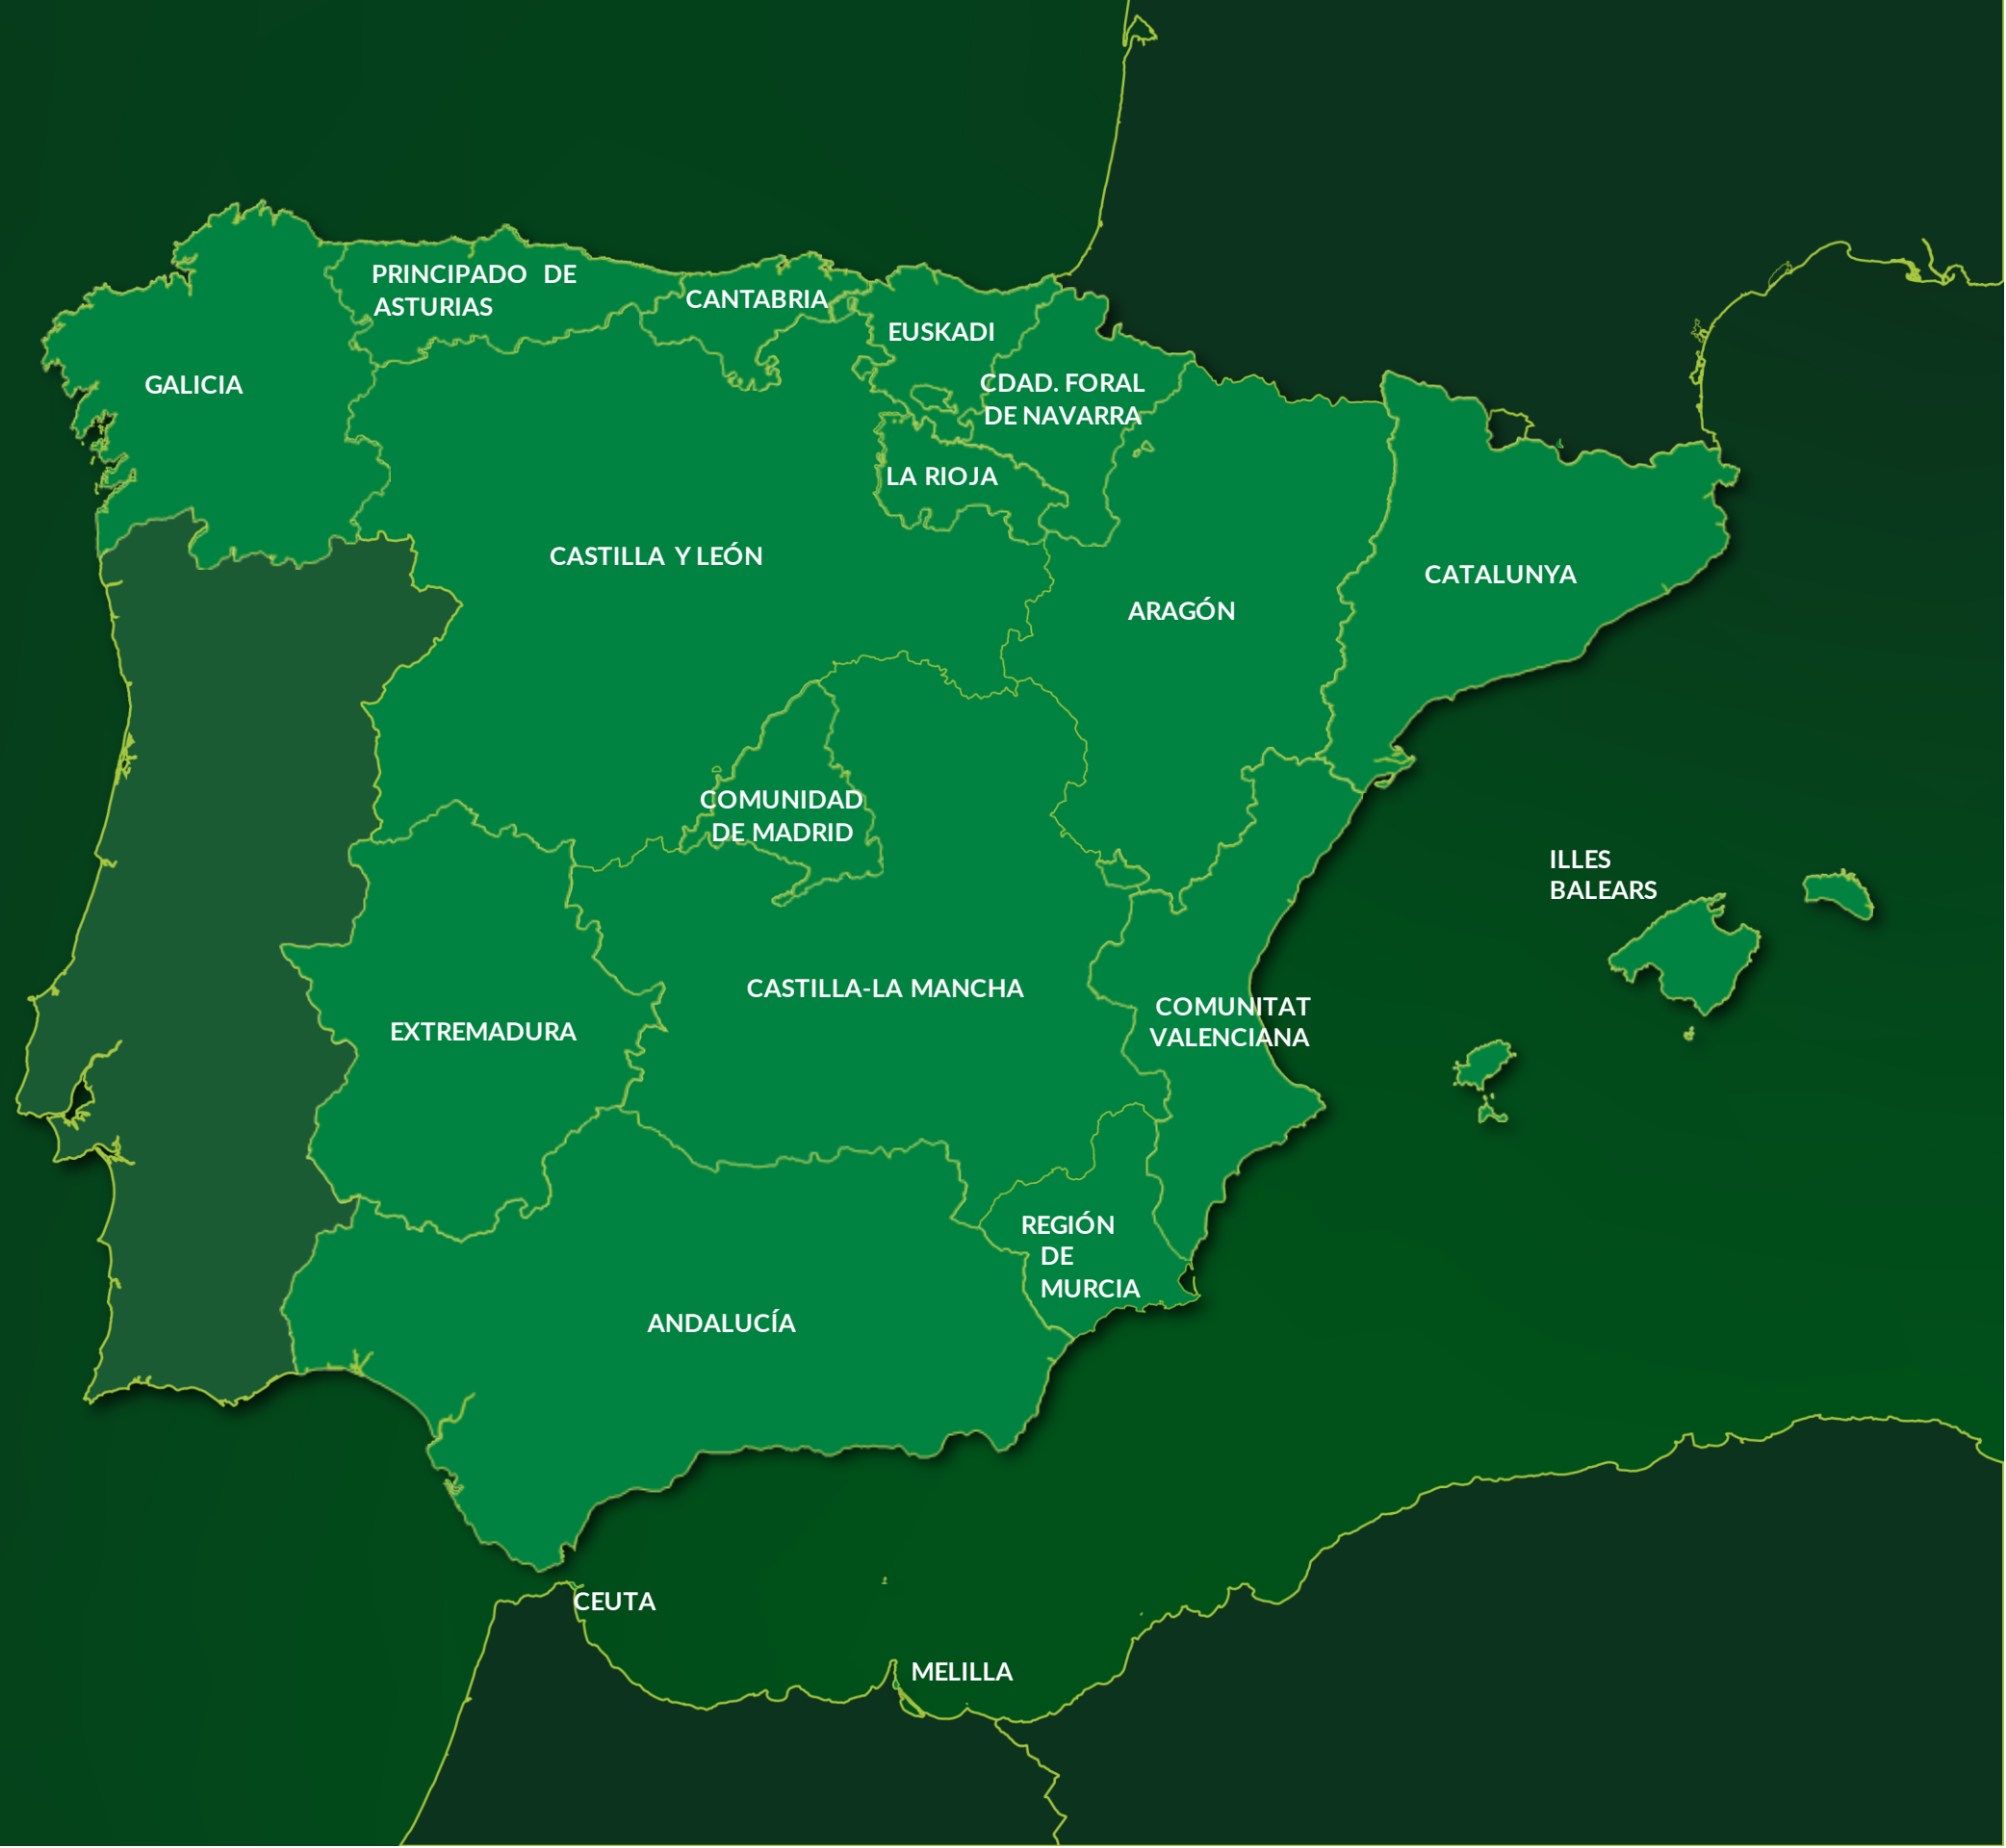 PRINCIPADO DE
ASTURIAS
CANTABRIA
EUSKADI
GALICIA
CDAD. FORAL
DE NAVARRA
LA RIOJA
CASTILLA Y LEÓN
CATALUNYA
ARAGÓN
COMUNIDAD
DE MADRID
ILLES
BALEARS
CASTILLA-LA MANCHA
COMUNITAT
VALENCIANA
EXTREMADURA
REGIÓN
DE
MURCIA
ANDALUCÍA
CEUTA
MELILLA